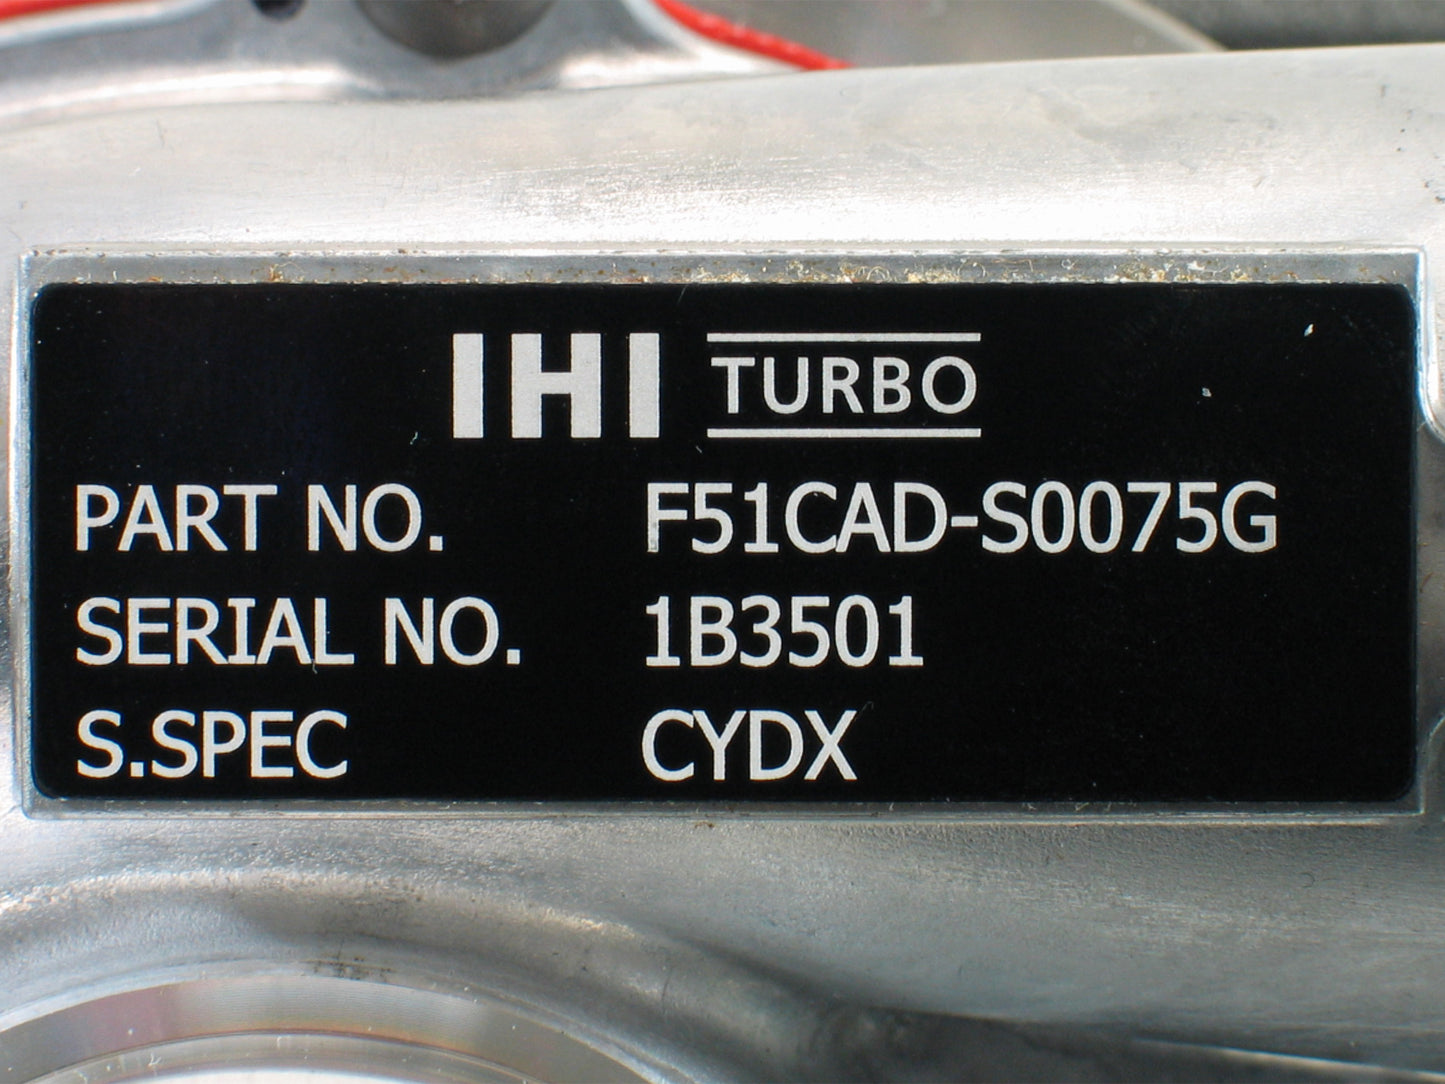 IHI TURBO
PART NO. F51CAD-S0075G
SERIAL NO. 1B3501
S.SPEC CYDX